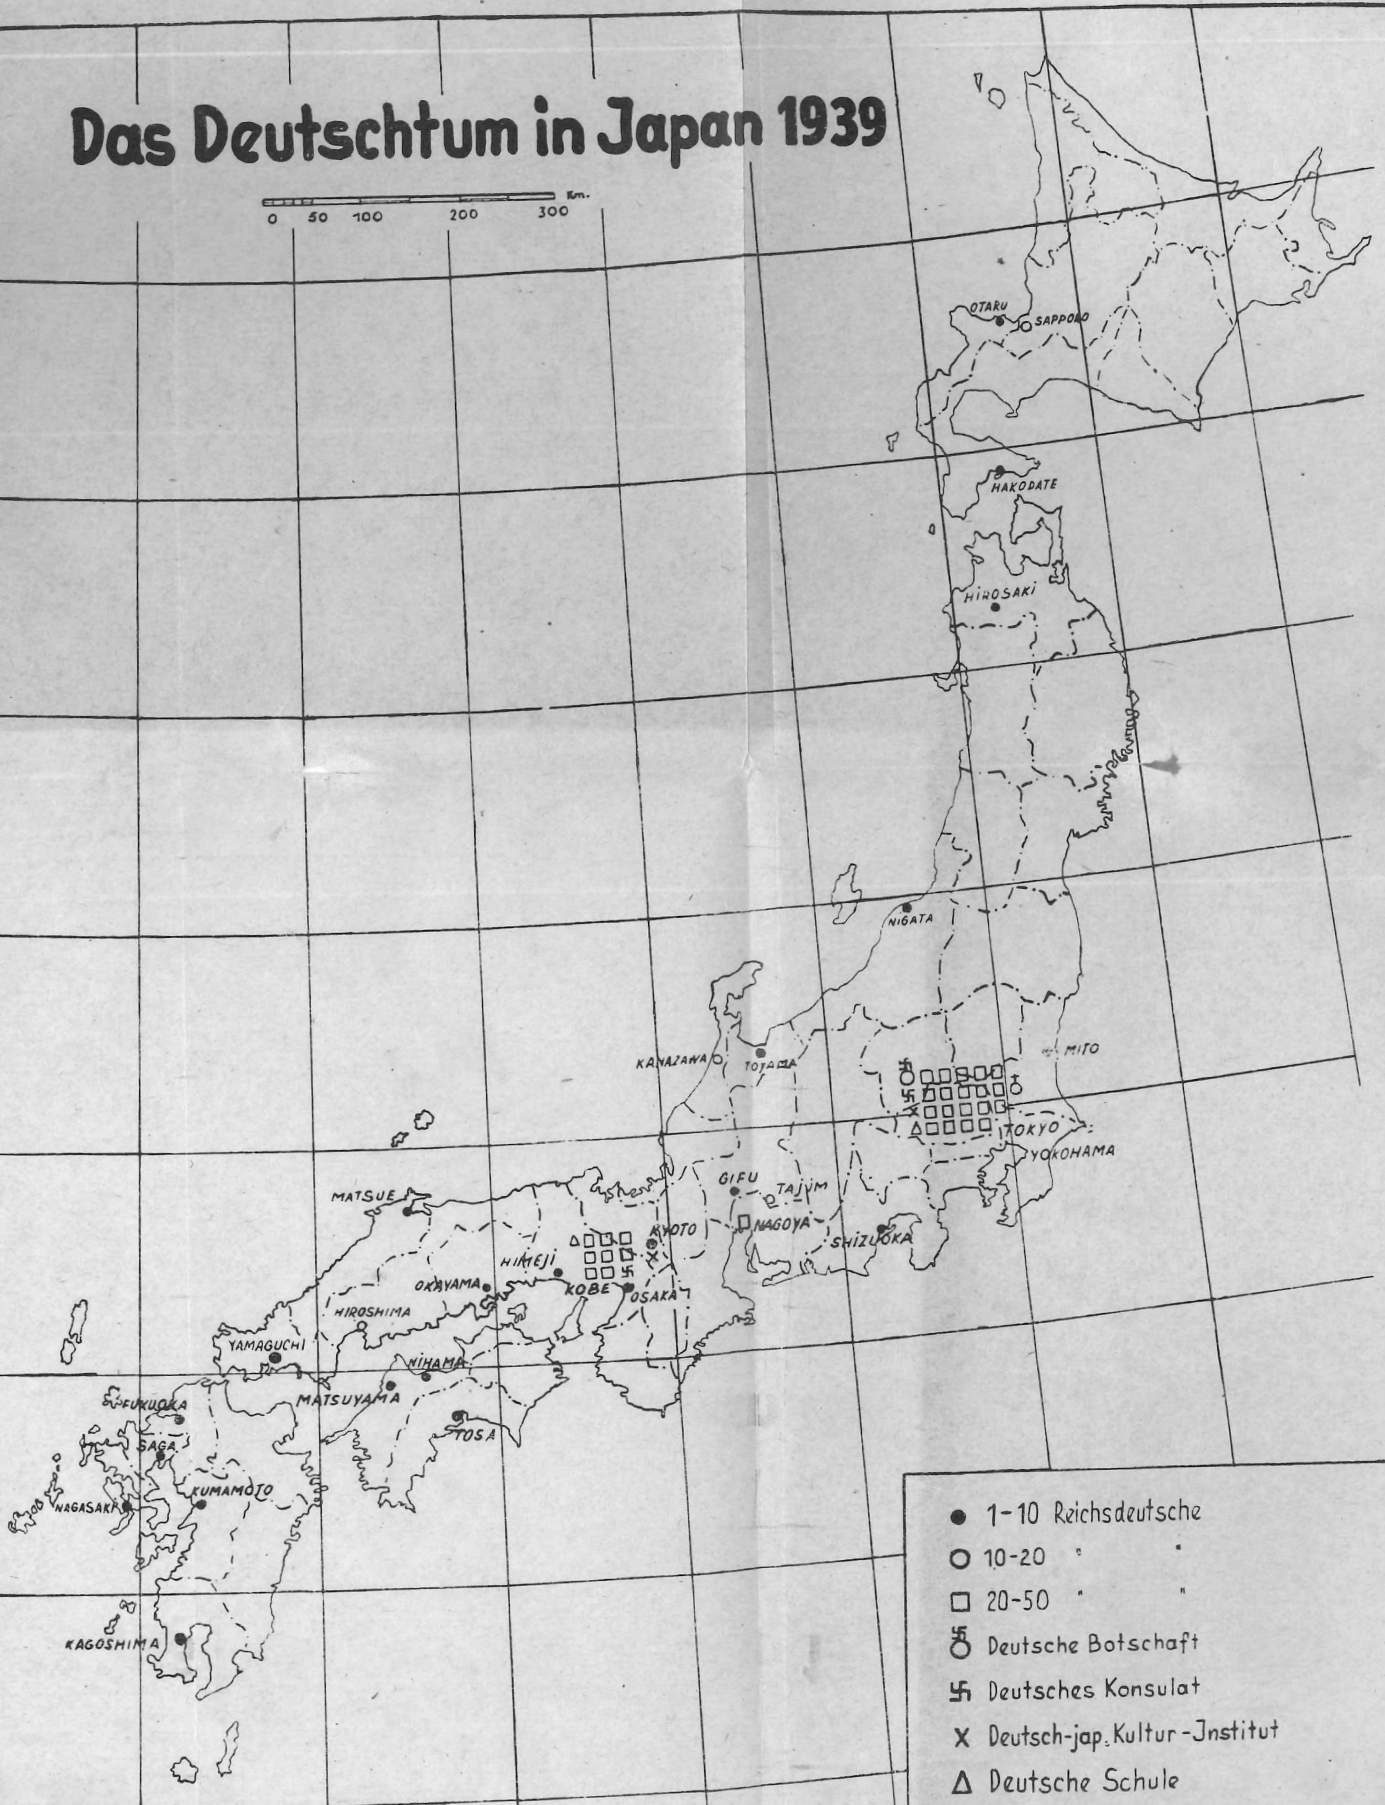 Das Deutschtum in Japan 1939
Km.
0 50 100 200 300
OTARU
SAPPORO
HAKODATE
HIROSAKI
NIGATA
KANAZAWA
TOYAMA
MITO
TOKYO
YOKOHAMA
MATSUE
GIFU
TAJIMI
NAGOYA
KYOTO
SHIZUOKA
HIMEJI
OKAYAMA
KOBE
OSAKA
HIROSHIMA
YAMAGUCHI
NIHAMA
MATSUYAMA
FUKUOKA
TOSA
SAGA
KUMAMOTO
NAGASAKI
KAGOSHIMA
1-10 Reichsdeutsche
10-20 " "
20-50 " "
Deutsche Botschaft
Deutsches Konsulat
X Deutsch-jap. Kultur-Jnstitut
Deutsche Schule